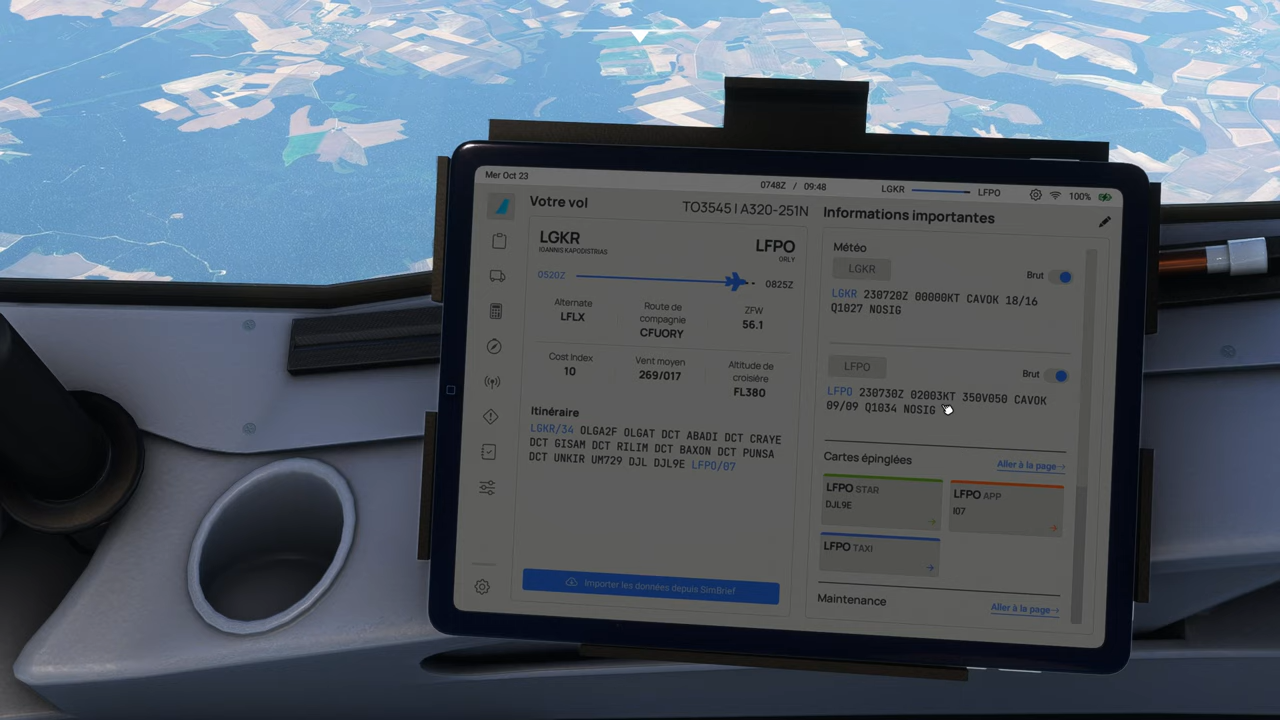 Mer Oct 23
0748Z / 09:48
LGKR LFPO
100%
Votre vol
TO3545 | A320-251N
LGKR
IOANNIS KAPODISTRIAS
LFPO
ORLY
0520Z
0825Z
Alternate
LFLX
Route de
compagnie
CFUORY
ZFW
56.1
Cost Index
10
Vent moyen
269/017
Altitude de
croisière
FL380
Itinéraire
LGKR/34 OLGA2F OLGAT DCT ABADI DCT CRAYE
DCT GISAM DCT RILIM DCT BAXON DCT PUNSA
DCT UNKIR UM729 DJL DJL9E LFPO/07
Importer les données depuis SimBrief
Informations importantes
Météo
LGKR
Brut
LGKR 230720Z 00000KT CAVOK 18/16
Q1027 NOSIG
LFPO
Brut
LFPO 230730Z 02003KT 350V050 CAVOK
09/09 Q1034 NOSIG
Cartes épinglées
Aller à la page→
LFPO STAR
DJL9E
→
LFPO APP
I07
→
LFPO TAXI
→
Maintenance
Aller à la page→